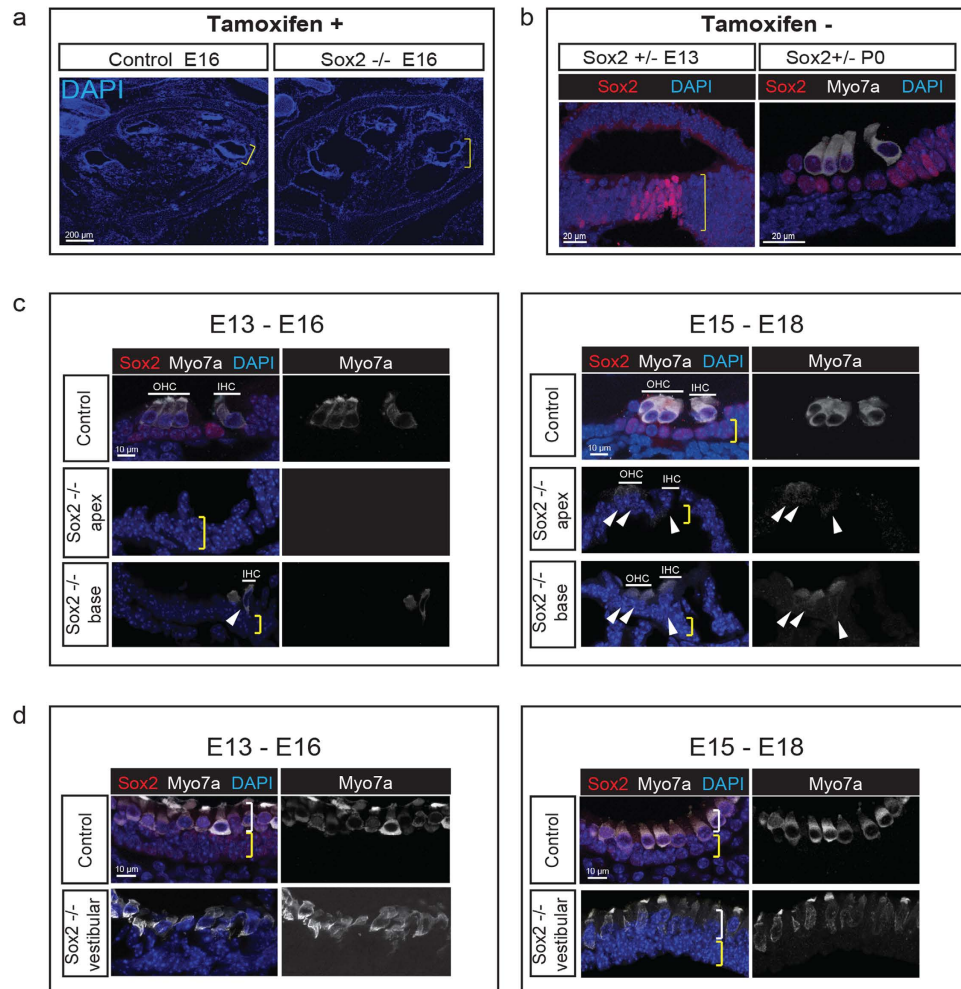 a
Tamoxifen +
Control E16
Sox2 -/- E16
DAPI
200 µm
b
Tamoxifen -
Sox2 +/- E13
Sox2+/- P0
Sox2 DAPI
Sox2 Myo7a DAPI
20 µm
20 µm
c
E13 - E16
Sox2 Myo7a DAPI
Myo7a
Control
OHC
IHC
10 µm
Sox2 -/-
apex
Sox2 -/-
base
IHC
E15 - E18
Sox2 Myo7a DAPI
Myo7a
Control
OHC
IHC
10 µm
Sox2 -/-
apex
OHC
IHC
Sox2 -/-
base
OHC
IHC
d
E13 - E16
Sox2 Myo7a DAPI
Myo7a
Control
10 µm
Sox2 -/-
vestibular
E15 - E18
Sox2 Myo7a DAPI
Myo7a
Control
10 µm
Sox2 -/-
vestibular